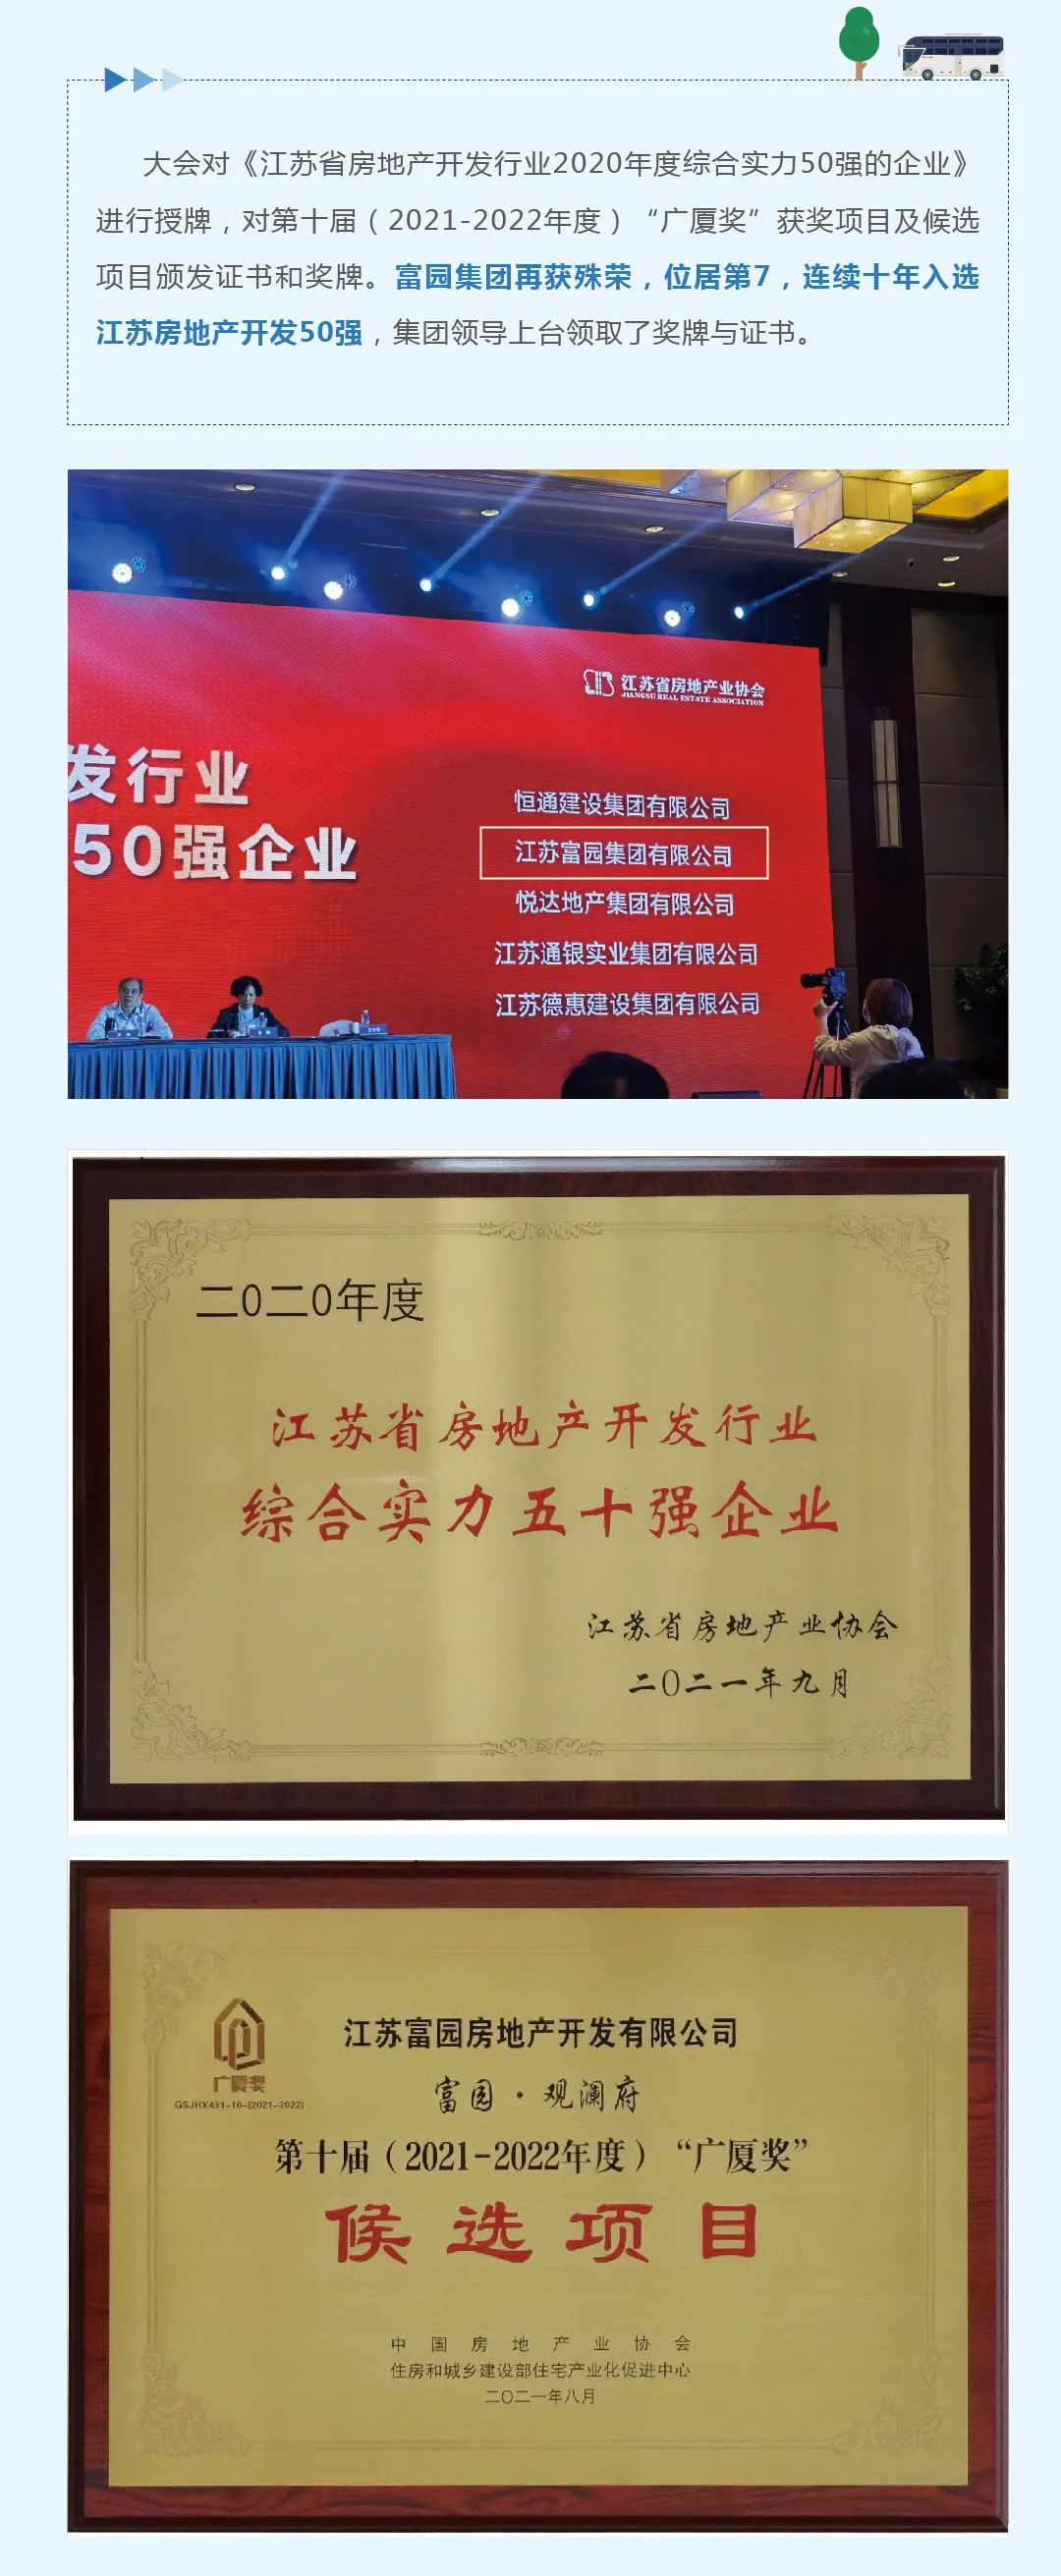 大会对《江苏省房地产开发行业2020年度综合实力50强的企业》
进行授牌，对第十届（2021-2022年度）“广厦奖”获奖项目及候选
项目颁发证书和奖牌。富园集团再获殊荣，位居第7，连续十年入选
江苏房地产开发50强，集团领导上台领取了奖牌与证书。
江苏省房地产业协会
JIANGSU REAL ESTATE ASSOCIATION
发行业
50强企业
恒通建设集团有限公司
江苏富园集团有限公司
悦达地产集团有限公司
江苏通银实业集团有限公司
江苏德惠建设集团有限公司
二0二0年度
江苏省房地产开发行业
综合实力五十强企业
江苏省房地产业协会
二〇二一年九月
广厦奖
GSJHX431-10-(2021-2022)
江苏富园房地产开发有限公司
富园·观澜府
第十届（2021-2022年度）“广厦奖”
候选项目
中国房地产业协会
住房和城乡建设部住宅产业化促进中心
二〇二一年八月